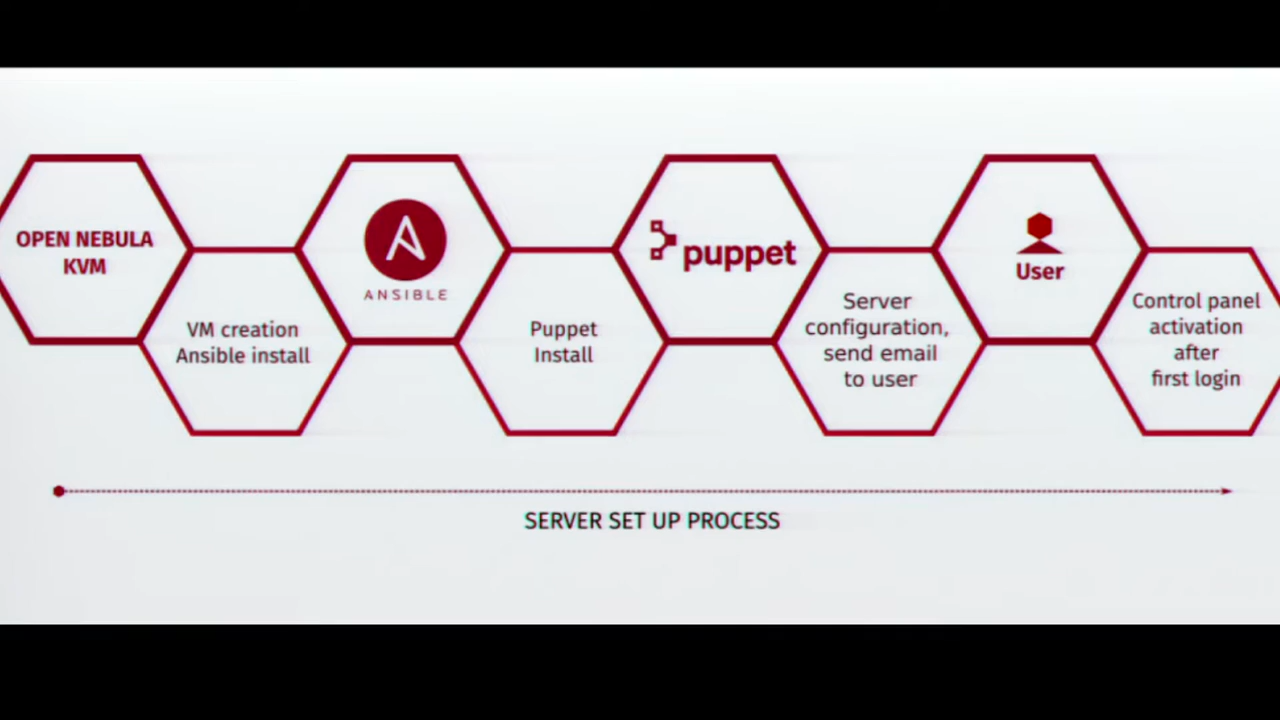 OPEN NEBULA
KVM
VM creation
Ansible install
ANSIBLE
Puppet
Install
puppet
Server
configuration,
send email
to user
User
Control panel
activation
after
first login
SERVER SET UP PROCESS